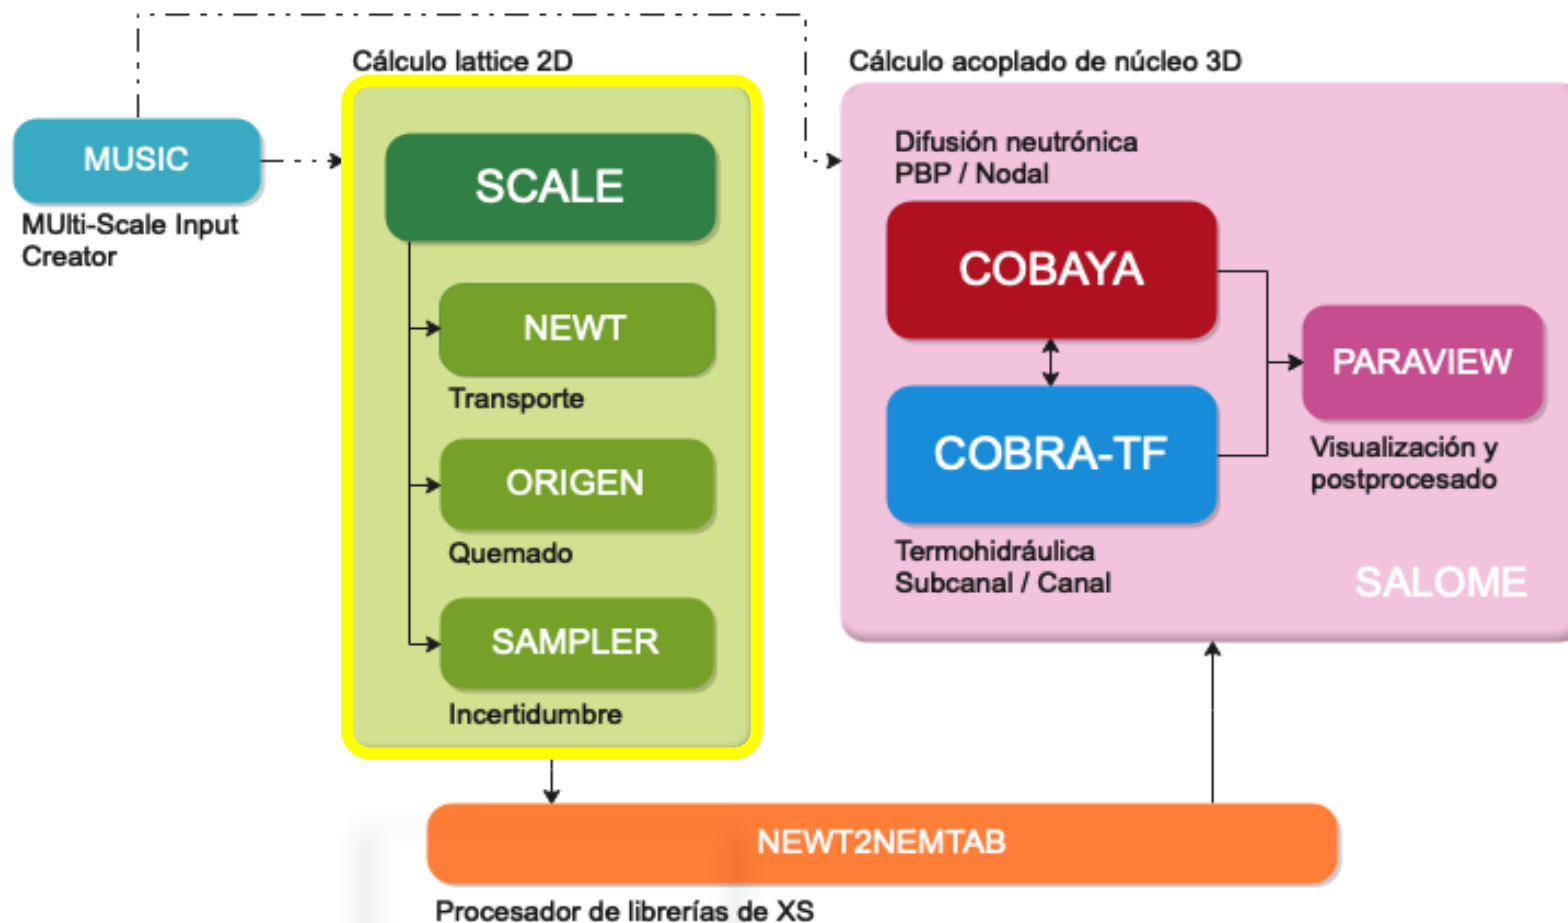 Cálculo lattice 2D
Cálculo acoplado de núcleo 3D
MUSIC
MUlti-Scale Input
Creator
SCALE
NEWT
Transporte
ORIGEN
Quemado
SAMPLER
Incertidumbre
Difusión neutrónica
PBP / Nodal
COBAYA
COBRA-TF
Termohidráulica
Subcanal / Canal
PARAVIEW
Visualización y
postprocesado
SALOME
NEWT2NEMTAB
Procesador de librerías de XS